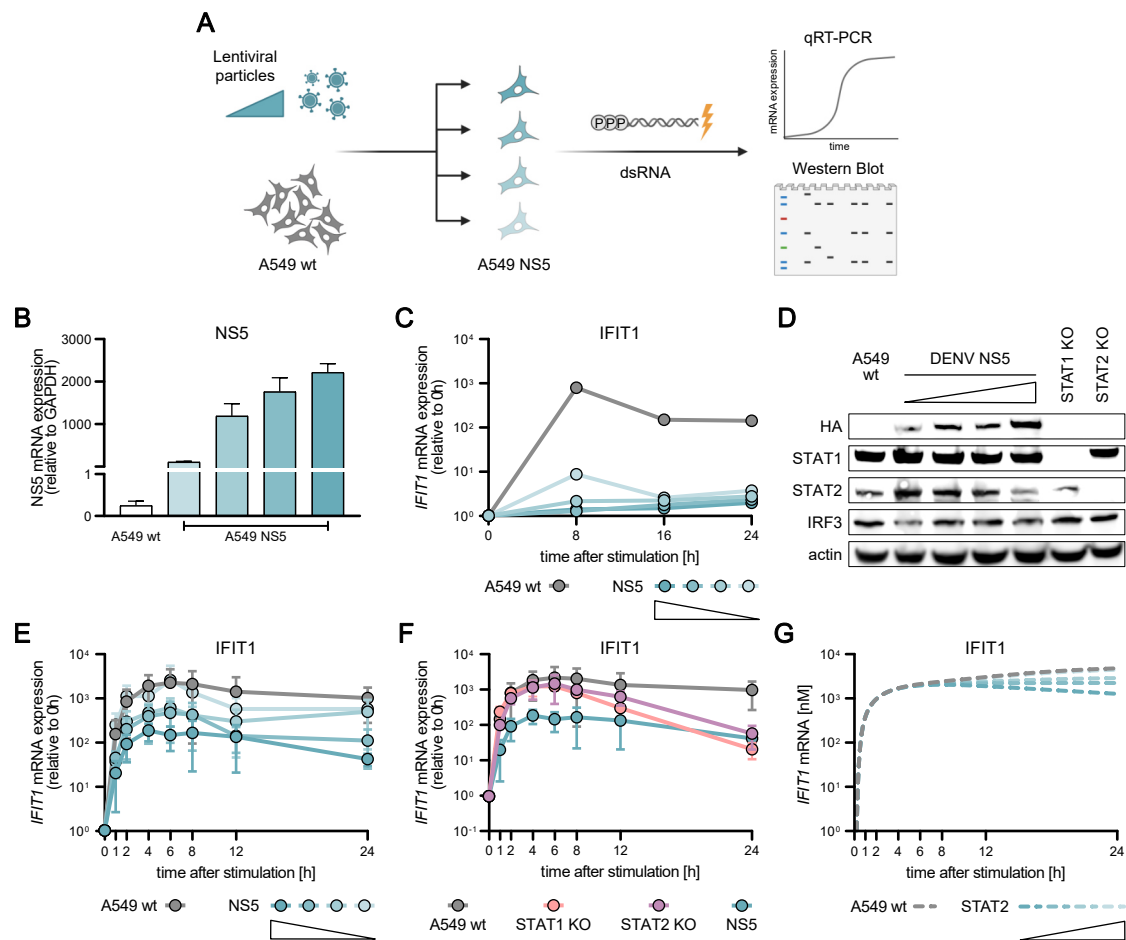 A
Lentiviral
particles
A549 wt
A549 NS5
PPP
dsRNA
qRT-PCR
mRNA expression
time
Western Blot
B
NS5
NS5 mRNA expression
(relative to GAPDH)
3000
2000
1000
1
0
A549 wt
A549 NS5
C
IFIT1
IFIT1 mRNA expression
(relative to 0h)
10⁴
10³
10²
10¹
10⁰
0 8 16 24
time after stimulation [h]
A549 wt NS5
D
A549
wt
DENV NS5
STAT1 KO
STAT2 KO
HA
STAT1
STAT2
IRF3
actin
E
IFIT1
IFIT1 mRNA expression
(relative to 0h)
10⁴
10³
10²
10¹
10⁰
0 1 2 4 6 8 12 24
time after stimulation [h]
A549 wt NS5
F
IFIT1
IFIT1 mRNA expression
(relative to 0h)
10⁴
10³
10²
10¹
10⁰
10⁻¹
0 1 2 4 6 8 12 24
time after stimulation [h]
A549 wt STAT1 KO STAT2 KO NS5
G
IFIT1
IFIT1 mRNA [nM]
10⁴
10³
10²
10¹
10⁰
0 1 2 4 6 8 12 24
time after stimulation [h]
A549 wt STAT2